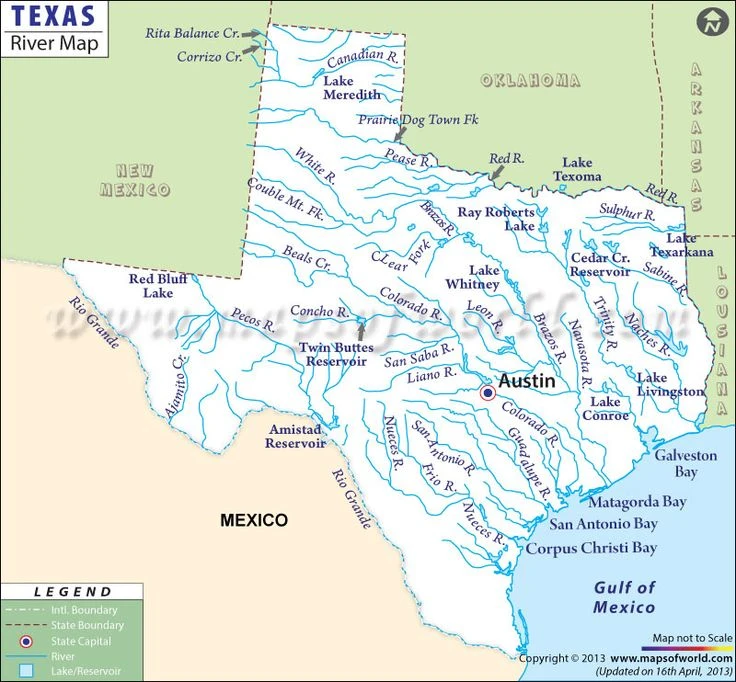 TEXAS
River Map
Rita Balance Cr.
Corrizo Cr.
Canadian R.
Lake
Meredith
OKLAHOMA
ARKANSAS
N
Prairie Dog Town Fk
NEW
MEXICO
White R.
Pease R.
Red R.
Lake
Texoma
Red R.
Couble Mt. Fk.
Brazos R.
Ray Roberts
Lake
Sulphur R.
Beals Cr.
CLear Fork
Cedar Cr.
Reservoir
Lake
Texarkana
Sabine R.
LOUSIANA
Red Bluff
Lake
Lake
Whitney
Rio Grande
Pecos R.
Concho R.
Colorado R.
Leon R.
Brazos R.
Navasota R.
Trinity R.
Naches R.
www.mapsofworld.com
Twin Buttes
Reservoir
San Saba R.
Llano R.
Austin
Ajamito Cr.
Lake
Conroe
Lake
Livingston
Amistad
Reservoir
Nueces R.
San Antonio R.
Frio R.
Guadalupe R.
Colorado R.
Galveston
Bay
Rio Grande
Nueces R.
Matagorda Bay
San Antonio Bay
Corpus Christi Bay
MEXICO
Gulf of
Mexico
LEGEND
Intl. Boundary
State Boundary
State Capital
River
Lake/Reservoir
Map not to Scale
Copyright © 2013 www.mapsofworld.com
(Updated on 16th April, 2013)